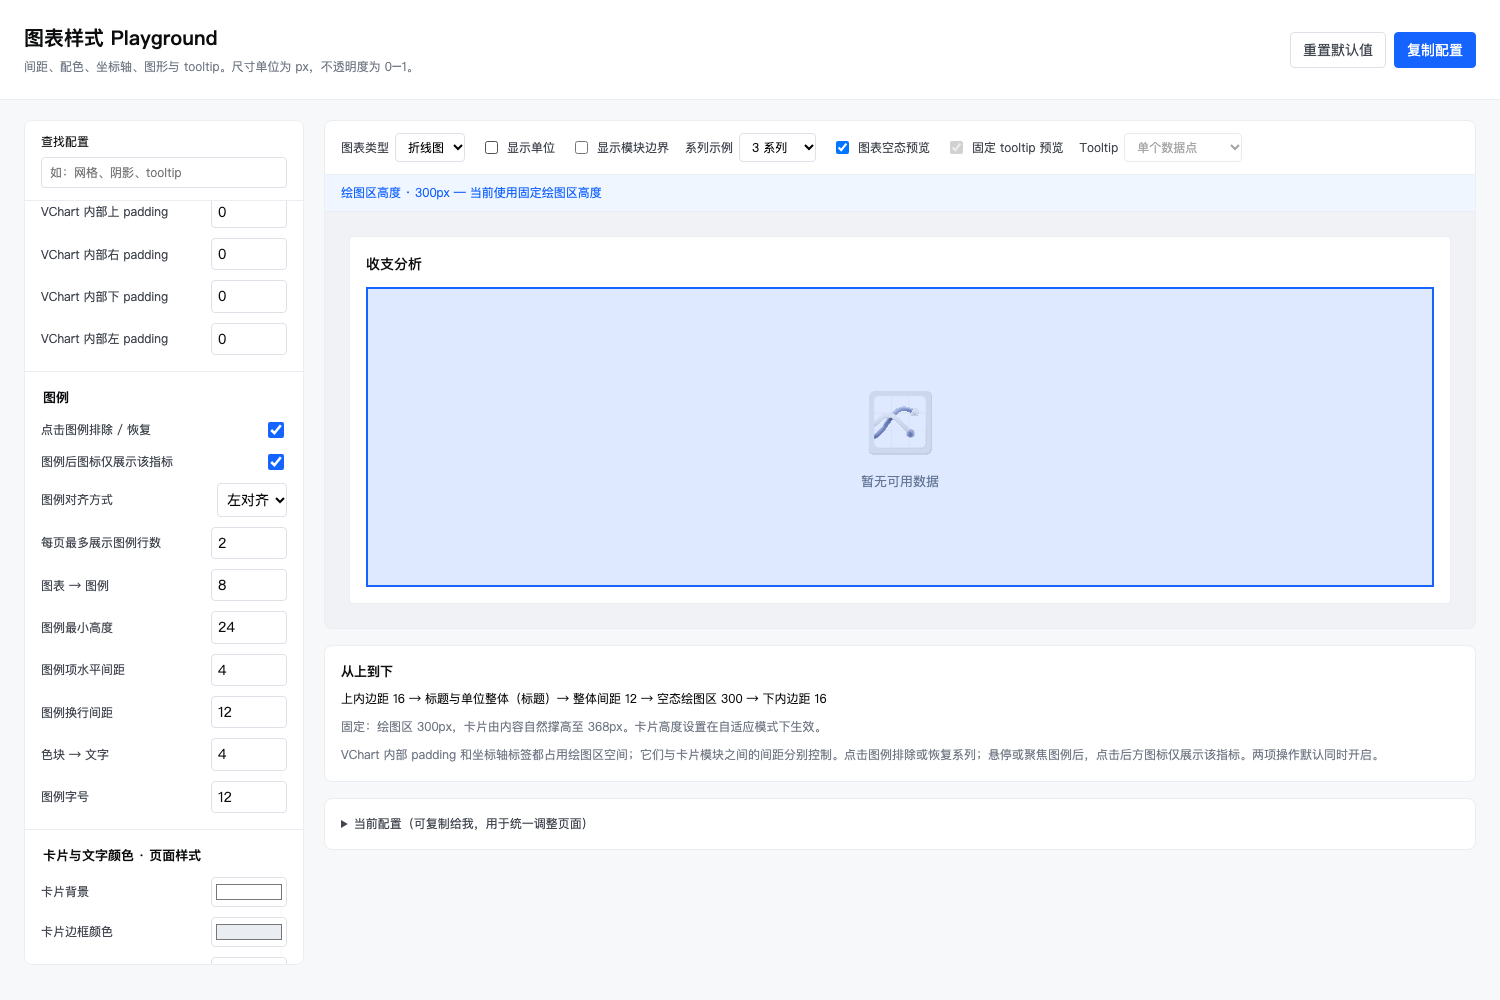 图表样式 Playground
间距、配色、坐标轴、图形与 tooltip。尺寸单位为 px，不透明度为 0–1。
重置默认值
复制配置
查找配置
如：网格、阴影、tooltip
VChart 内部上 padding
0
VChart 内部右 padding
0
VChart 内部下 padding
0
VChart 内部左 padding
0
图例
点击图例排除 / 恢复
图例后图标仅展示该指标
图例对齐方式
左对齐
每页最多展示图例行数
2
图表 → 图例
8
图例最小高度
24
图例项水平间距
4
图例换行间距
12
色块 → 文字
4
图例字号
12
卡片与文字颜色 · 页面样式
卡片背景
卡片边框颜色
图表类型 折线图 显示单位 显示模块边界 系列示例 3 系列 图表空态预览 固定 tooltip 预览 Tooltip 单个数据点
绘图区高度 · 300px — 当前使用固定绘图区高度
收支分析
暂无可用数据
从上到下
上内边距 16 → 标题与单位整体（标题）→ 整体间距 12 → 空态绘图区 300 → 下内边距 16
固定：绘图区 300px，卡片由内容自然撑高至 368px。卡片高度设置在自适应模式下生效。
VChart 内部 padding 和坐标轴标签都占用绘图区空间；它们与卡片模块之间的间距分别控制。点击图例排除或恢复系列；悬停或聚焦图例后，点击后方图标仅展示该指标。两项操作默认同时开启。
当前配置（可复制给我，用于统一调整页面）